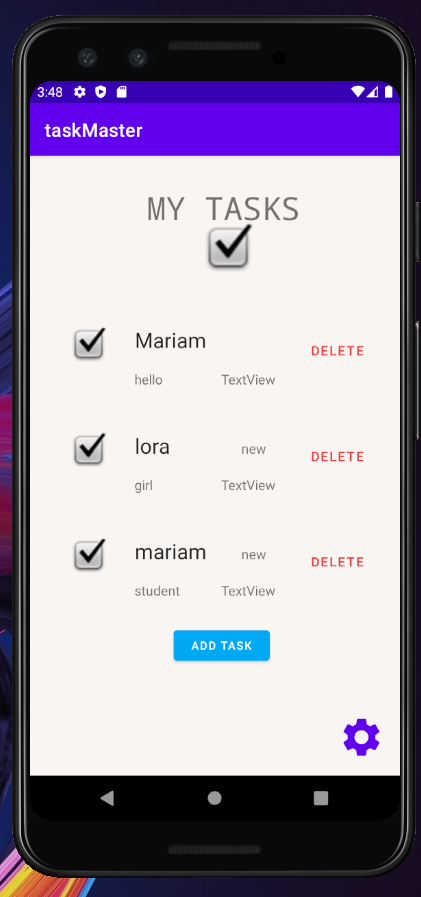 3:48
taskMaster
MY TASKS
Mariam
DELETE
hello TextView
lora new
DELETE
girl TextView
mariam new
DELETE
student TextView
ADD TASK